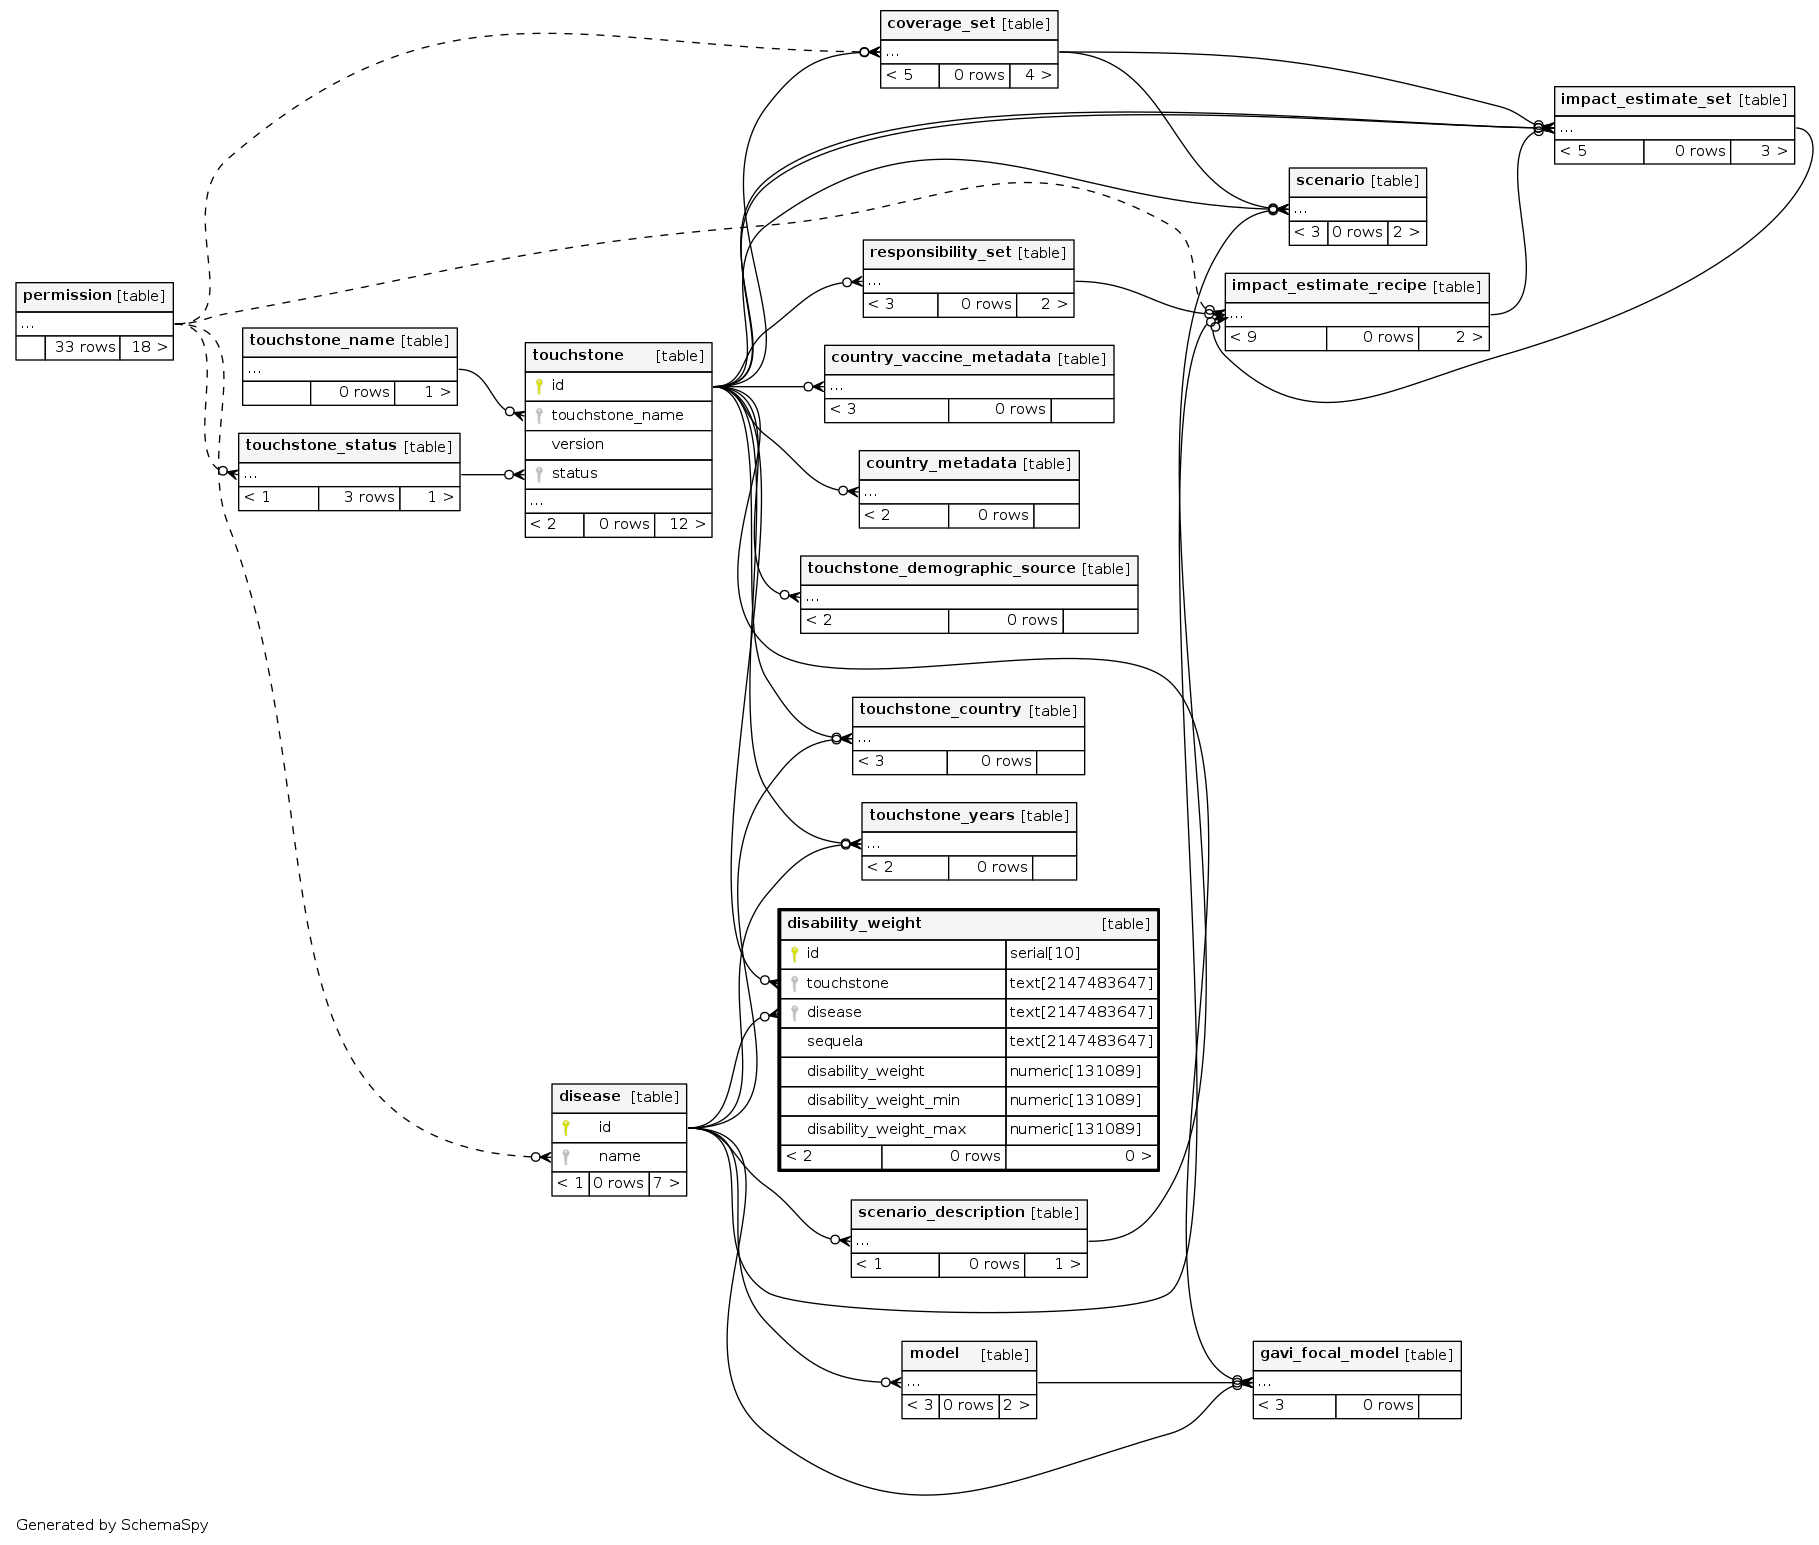 coverage_set [table]
...
< 5 0 rows 4 >
impact_estimate_set [table]
...
< 5 0 rows 3 >
scenario [table]
...
< 3 0 rows 2 >
responsibility_set [table]
...
< 3 0 rows 2 >
impact_estimate_recipe [table]
...
< 9 0 rows 2 >
permission [table]
...
33 rows 18 >
touchstone_name [table]
...
0 rows 1 >
touchstone [table]
id
touchstone_name
version
status
...
< 2 0 rows 12 >
country_vaccine_metadata [table]
...
< 3 0 rows
touchstone_status [table]
...
< 1 3 rows 1 >
country_metadata [table]
...
< 2 0 rows
touchstone_demographic_source [table]
...
< 2 0 rows
touchstone_country [table]
...
< 3 0 rows
touchstone_years [table]
...
< 2 0 rows
disability_weight [table]
id serial[10]
touchstone text[2147483647]
disease text[2147483647]
sequela text[2147483647]
disability_weight numeric[131089]
disability_weight_min numeric[131089]
disability_weight_max numeric[131089]
< 2 0 rows 0 >
disease [table]
id
name
< 1 0 rows 7 >
scenario_description [table]
...
< 1 0 rows 1 >
model [table]
...
< 3 0 rows 2 >
gavi_focal_model [table]
...
< 3 0 rows
Generated by SchemaSpy